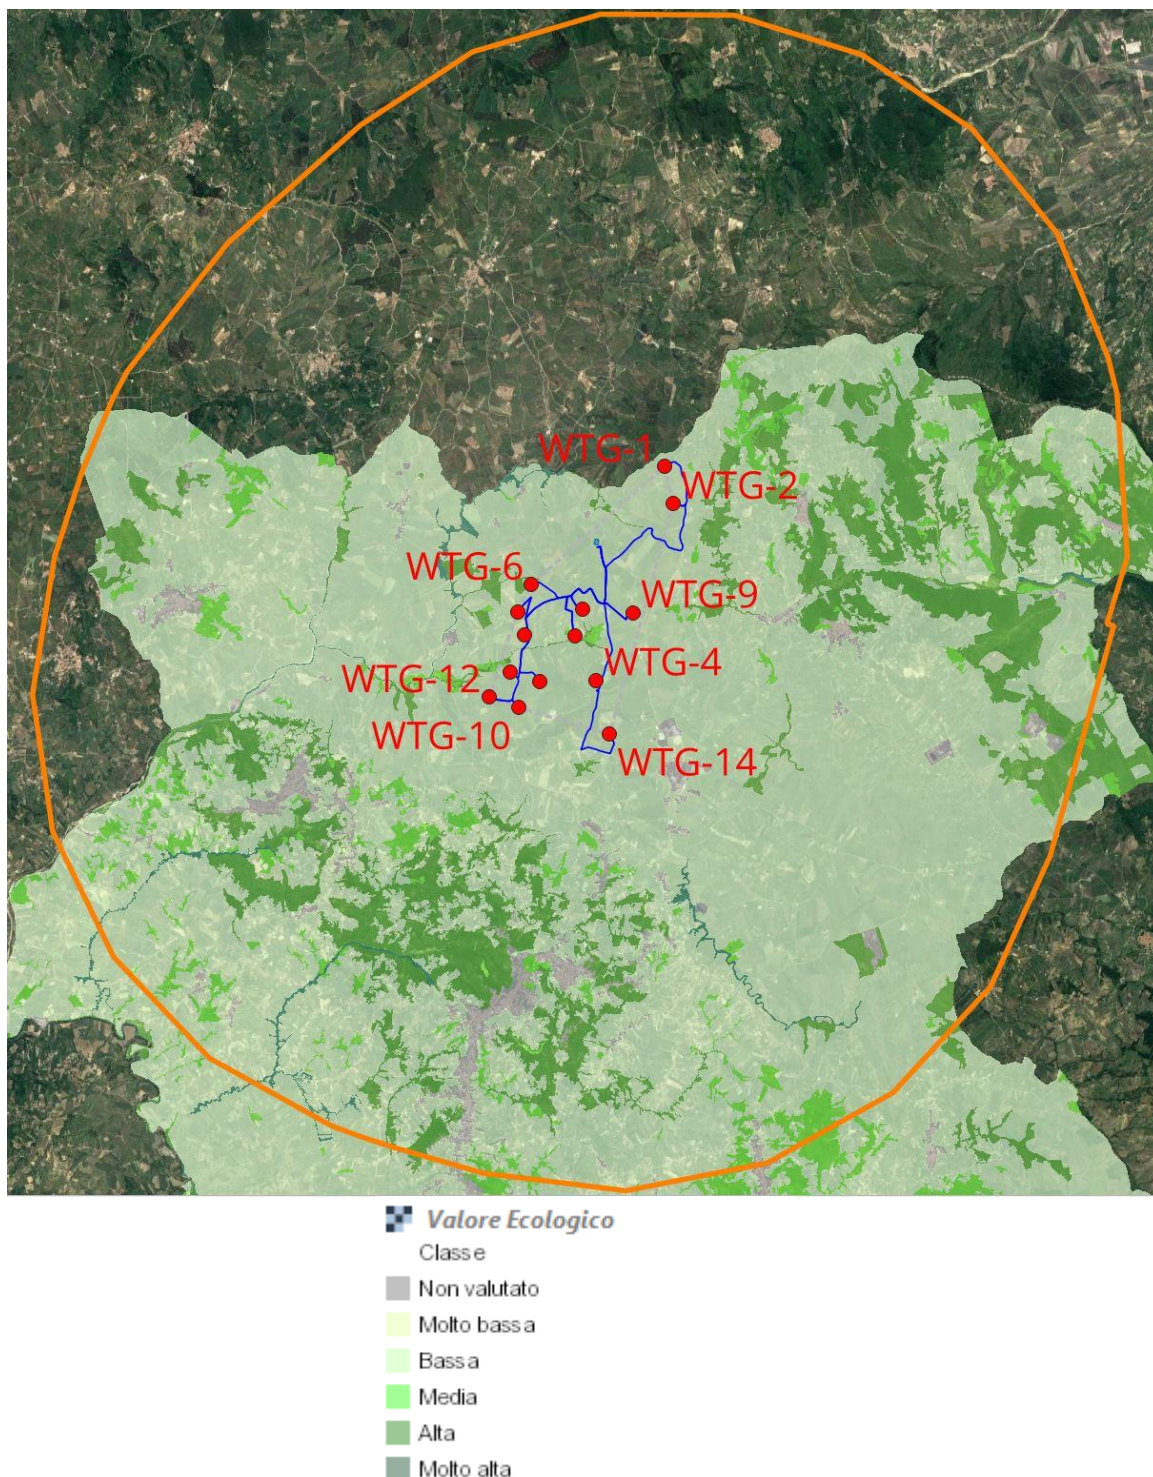 WTG-1
WTG-2
WTG-6
WTG-9
WTG-4
WTG-12
WTG-10
WTG-14
Valore Ecologico
Classe
Non valutato
Molto bassa
Bassa
Media
Alta
Molto alta